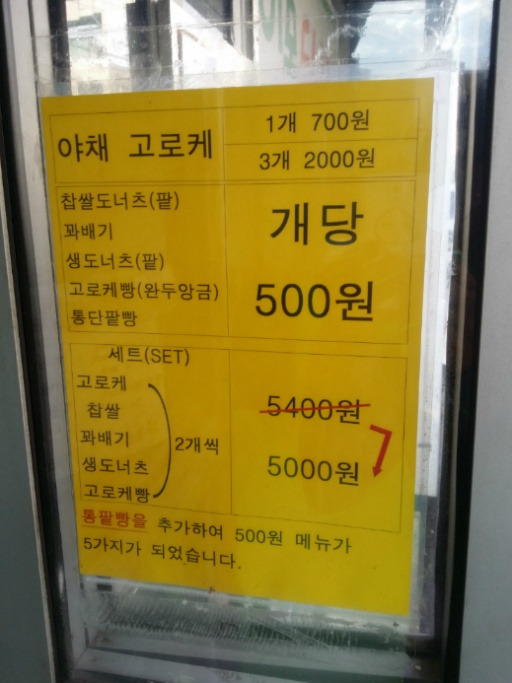 야채 고로케
1개 700원
3개 2000원
찹쌀도너츠(팥)
꽈배기
생도너츠(팥)
고로케빵(완두앙금)
통단팥빵
개당
500원
세트(SET)
고로케
찹쌀
꽈배기
생도너츠
고로케빵
2개씩
5400원
5000원
통팥빵을 추가하여 500원 메뉴가
5가지가 되었습니다.